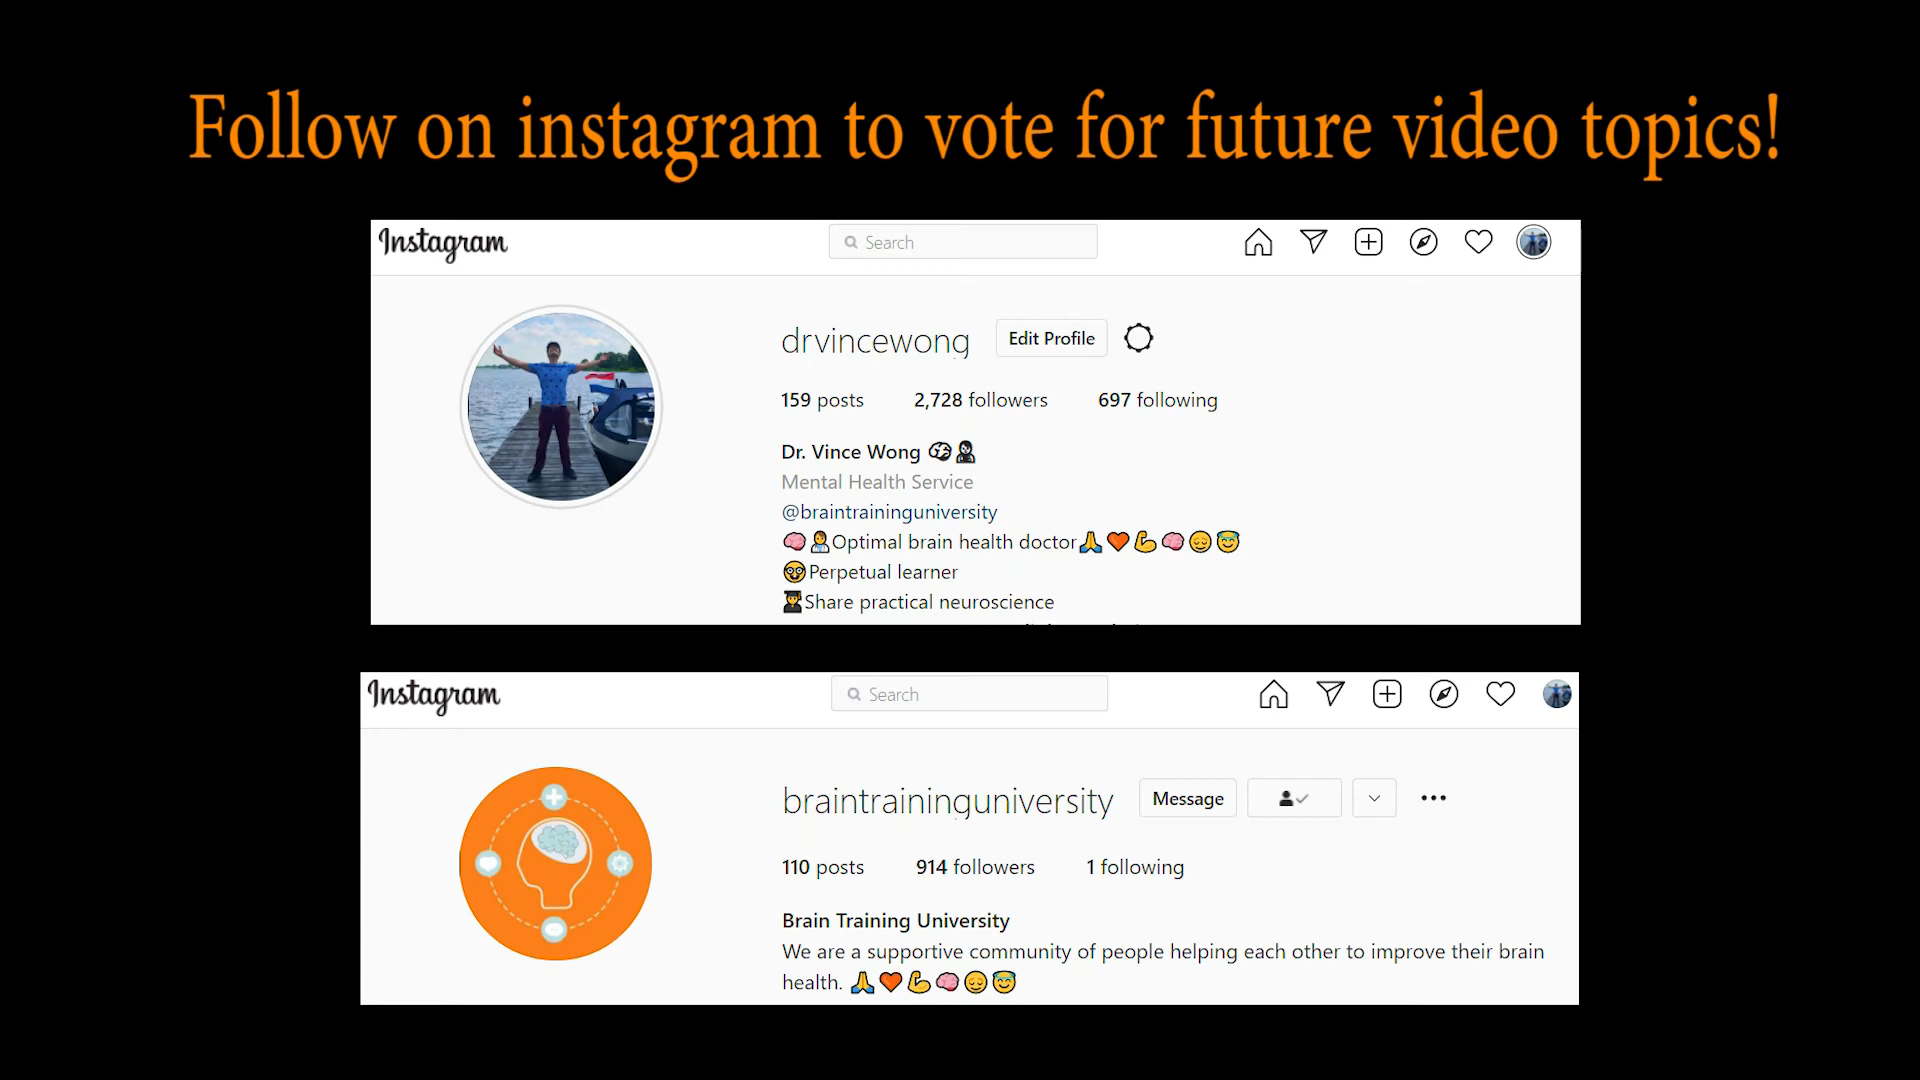 Follow on instagram to vote for future video topics!
Instagram
Search
drvincewong Edit Profile
159 posts 2,728 followers 697 following
Dr. Vince Wong
Mental Health Service
@braintraininguniversity
🧠👨‍⚕️Optimal brain health doctor🙏🧡💪🧠😌😇
🤓Perpetual learner
👨‍🎓Share practical neuroscience
Instagram
Search
braintraininguniversity Message
110 posts 914 followers 1 following
Brain Training University
We are a supportive community of people helping each other to improve their brain
health. 🙏🧡💪🧠😌😇